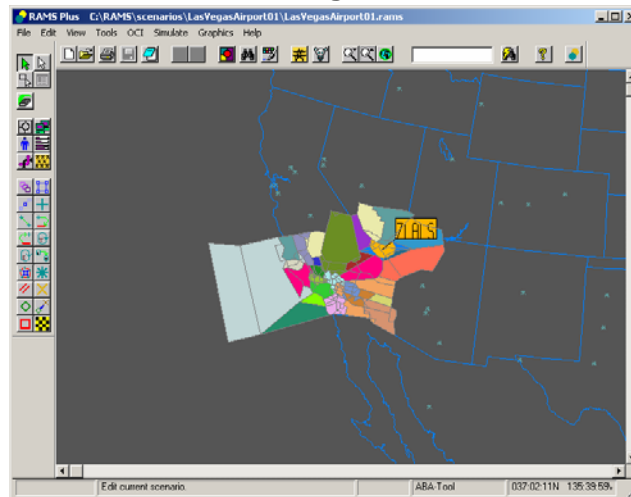 RAMS Plus C:\RAMS\scenarios\LasVegasAirport01\LasVegasAirport01.rams
File Edit View Tools OCI Simulate Graphics Help
Edit current scenario.
ABA-Tool
037:02:11N 135:39:59